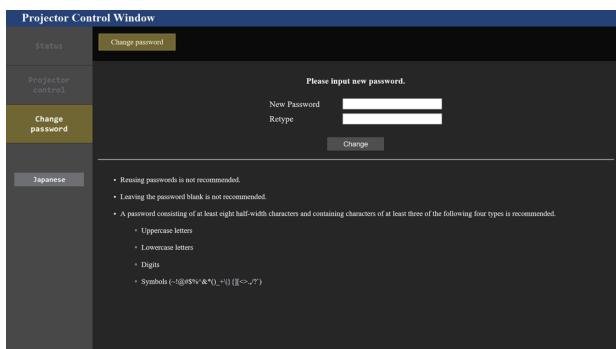 Projector Control Window
Status
Change password
Projector
control
Change
password
Japanese
Please input new password.
New Password
Retype
Change
• Reusing passwords is not recommended.
• Leaving the password blank is not recommended.
• A password consisting of at least eight half-width characters and containing characters of at least three of the following four types is recommended.
◦ Uppercase letters
◦ Lowercase letters
◦ Digits
◦ Symbols (~!@#$%^&*()_+\|}{][<>.,/?`)